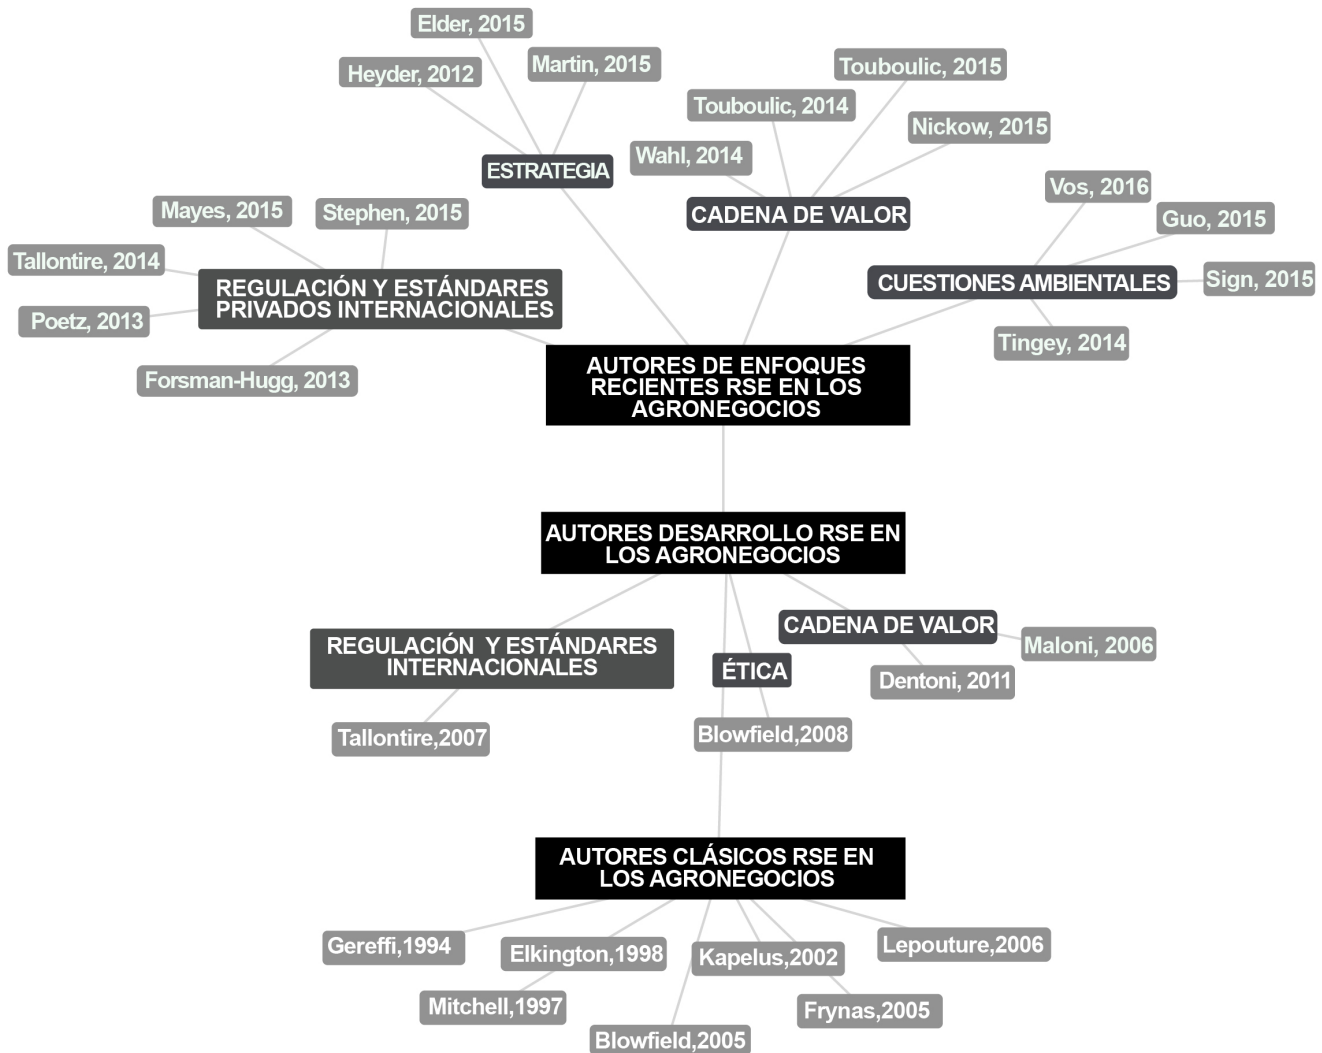 Elder, 2015
Heyder, 2012
Martin, 2015
ESTRATEGIA
Touboulic, 2015
Touboulic, 2014
Nickow, 2015
Wahl, 2014
CADENA DE VALOR
Vos, 2016
Guo, 2015
CUESTIONES AMBIENTALES
Sign, 2015
Tingey, 2014
Mayes, 2015
Stephen, 2015
Tallontire, 2014
REGULACIÓN Y ESTÁNDARES
PRIVADOS INTERNACIONALES
Poetz, 2013
Forsman-Hugg, 2013
AUTORES DE ENFOQUES
RECIENTES RSE EN LOS
AGRONEGOCIOS
AUTORES DESARROLLO RSE EN
LOS AGRONEGOCIOS
REGULACIÓN Y ESTÁNDARES
INTERNACIONALES
Tallontire,2007
ÉTICA
Blowfield,2008
CADENA DE VALOR
Maloni, 2006
Dentoni, 2011
AUTORES CLÁSICOS RSE EN
LOS AGRONEGOCIOS
Gereffi,1994
Elkington,1998
Mitchell,1997
Blowfield,2005
Kapelus,2002
Frynas,2005
Lepouture,2006